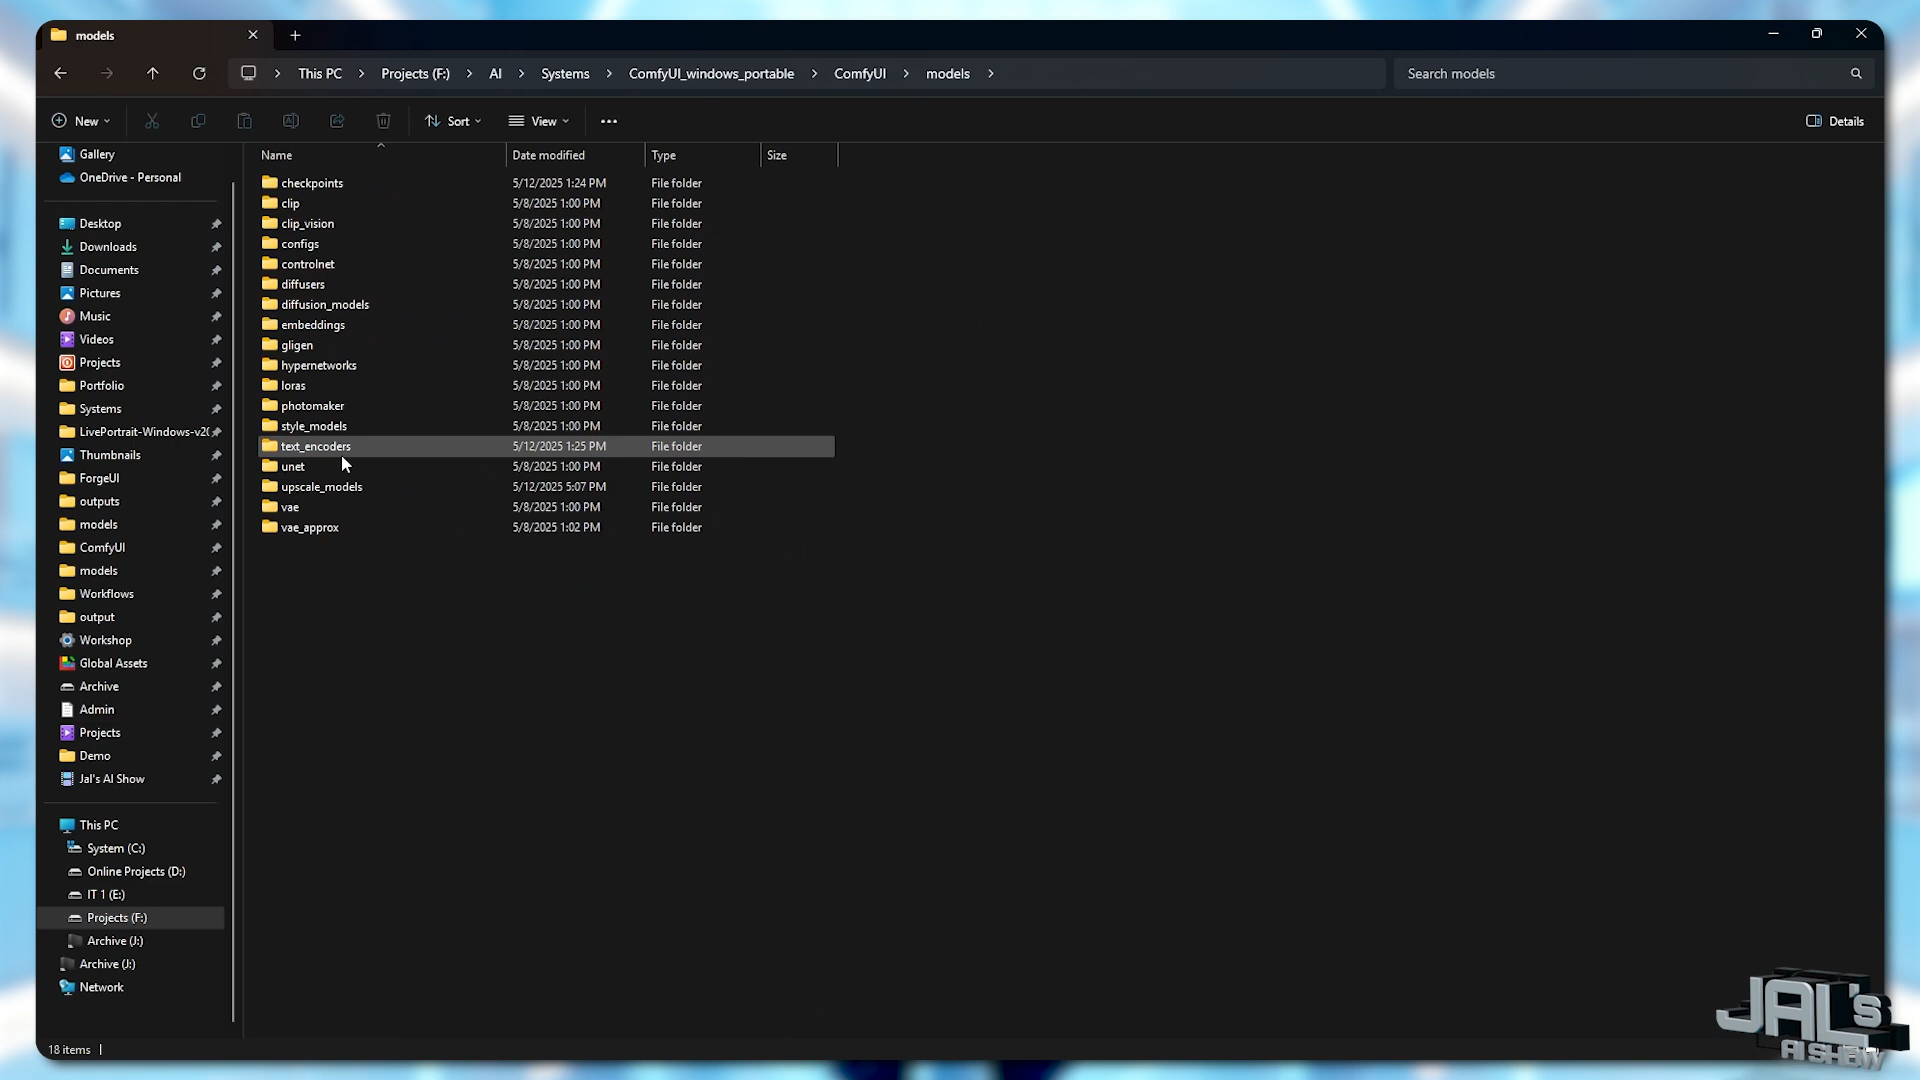 models
This PC > Projects (F:) > AI > Systems > ComfyUI_windows_portable > ComfyUI > models >
Search models
New
Sort
View
Details
Gallery
OneDrive - Personal
Desktop
Downloads
Documents
Pictures
Music
Videos
Projects
Portfolio
Systems
LivePortrait-Windows-v20
Thumbnails
ForgeUI
outputs
models
ComfyUI
models
Workflows
output
Workshop
Global Assets
Archive
Admin
Projects
Demo
Jal's AI Show
This PC
System (C:)
Online Projects (D:)
IT 1 (E:)
Projects (F:)
Archive (J:)
Archive (J:)
Network
Name Date modified Type Size
checkpoints 5/12/2025 1:24 PM File folder
clip 5/8/2025 1:00 PM File folder
clip_vision 5/8/2025 1:00 PM File folder
configs 5/8/2025 1:00 PM File folder
controlnet 5/8/2025 1:00 PM File folder
diffusers 5/8/2025 1:00 PM File folder
diffusion_models 5/8/2025 1:00 PM File folder
embeddings 5/8/2025 1:00 PM File folder
gligen 5/8/2025 1:00 PM File folder
hypernetworks 5/8/2025 1:00 PM File folder
loras 5/8/2025 1:00 PM File folder
photomaker 5/8/2025 1:00 PM File folder
style_models 5/8/2025 1:00 PM File folder
text_encoders 5/12/2025 1:25 PM File folder
unet 5/8/2025 1:00 PM File folder
upscale_models 5/12/2025 5:07 PM File folder
vae 5/8/2025 1:00 PM File folder
vae_approx 5/8/2025 1:02 PM File folder
18 items
JAL's
AI SHOW